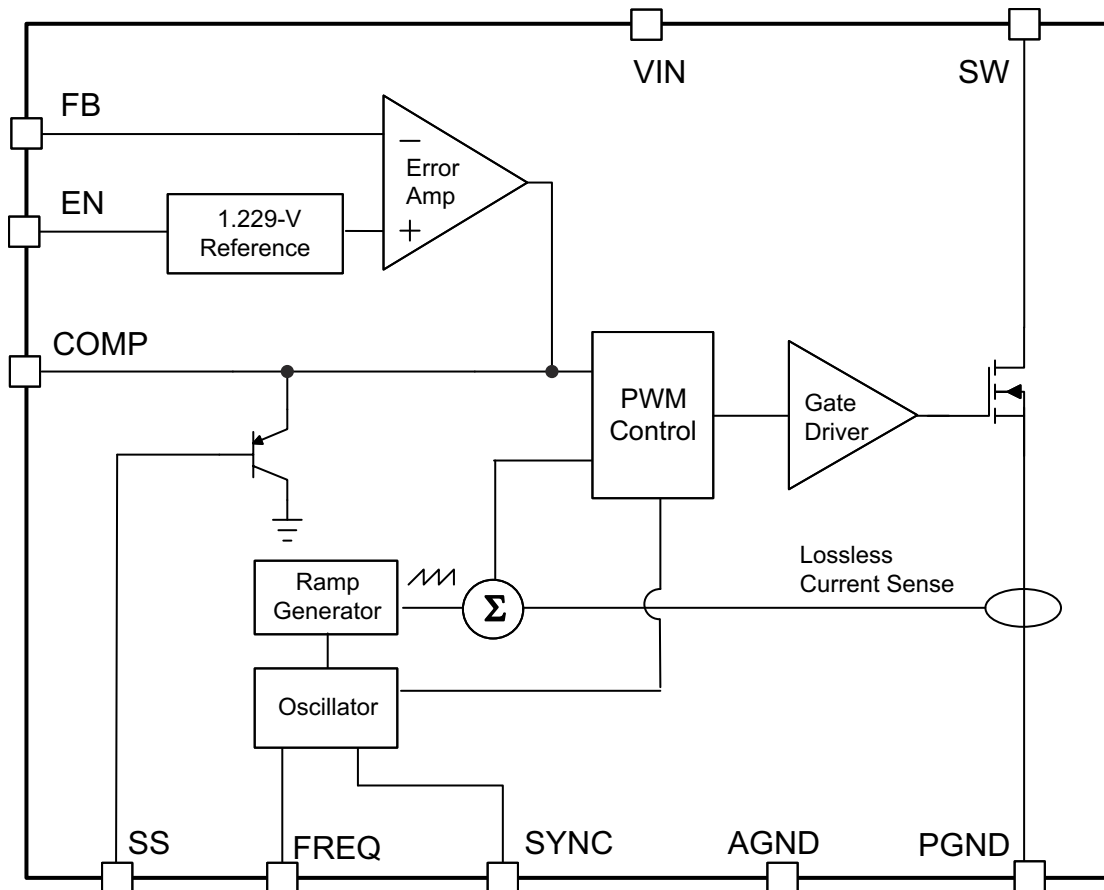 VIN
SW
FB
−
Error
Amp
+
EN
1.229-V
Reference
COMP
PWM
Control
Gate
Driver
Lossless
Current Sense
Ramp
Generator
Σ
Oscillator
SS
FREQ
SYNC
AGND
PGND